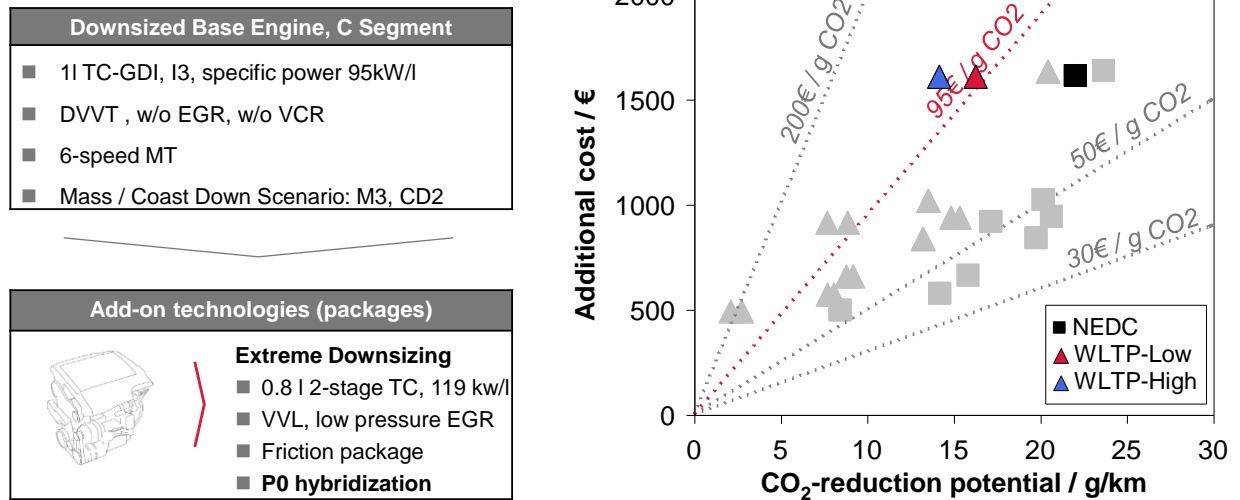 Downsized Base Engine, C Segment
1l TC-GDI, I3, specific power 95kW/l
DVVT , w/o EGR, w/o VCR
6-speed MT
Mass / Coast Down Scenario: M3, CD2
Add-on technologies (packages)
Extreme Downsizing
0.8 l 2-stage TC, 119 kw/l
VVL, low pressure EGR
Friction package
P0 hybridization
Additional cost / €
2000
1500
1000
500
0
200€ / g CO2
95€ / g CO2
50€ / g CO2
30€ / g CO2
NEDC
WLTP-Low
WLTP-High
0 5 10 15 20 25 30
CO2-reduction potential / g/km